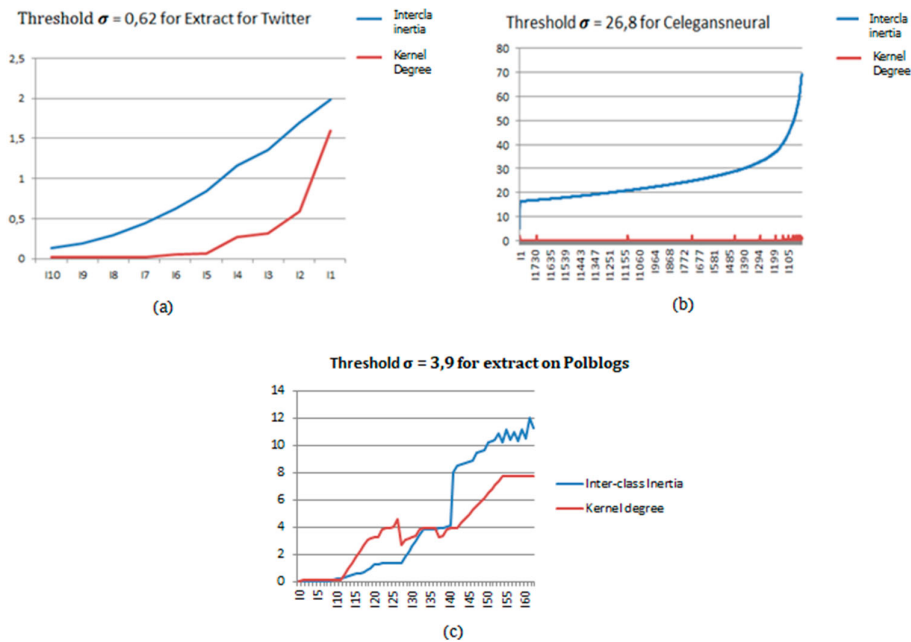 Threshold σ = 0,62 for Extract for Twitter
Intercla
inertia
Kernel
Degree
2,5
2
1,5
1
0,5
0
I10 I9 I8 I7 I6 I5 I4 I3 I2 I1
(a)
Threshold σ = 26,8 for Celegansneural
Intercla
inertia
Kernel
Degree
80
70
60
50
40
30
20
10
0
I1 I1730 I1635 I1539 I1443 I1347 I1251 I1155 I1060 I964 I868 I772 I677 I581 I485 I390 I294 I199 I105
(b)
Threshold σ = 3,9 for extract on Polblogs
14
12
10
8
6
4
2
0
I0 I5 I10 I15 I20 I25 I30 I35 I40 I45 I50 I55 I60
Inter-class Inertia
Kernel degree
(c)